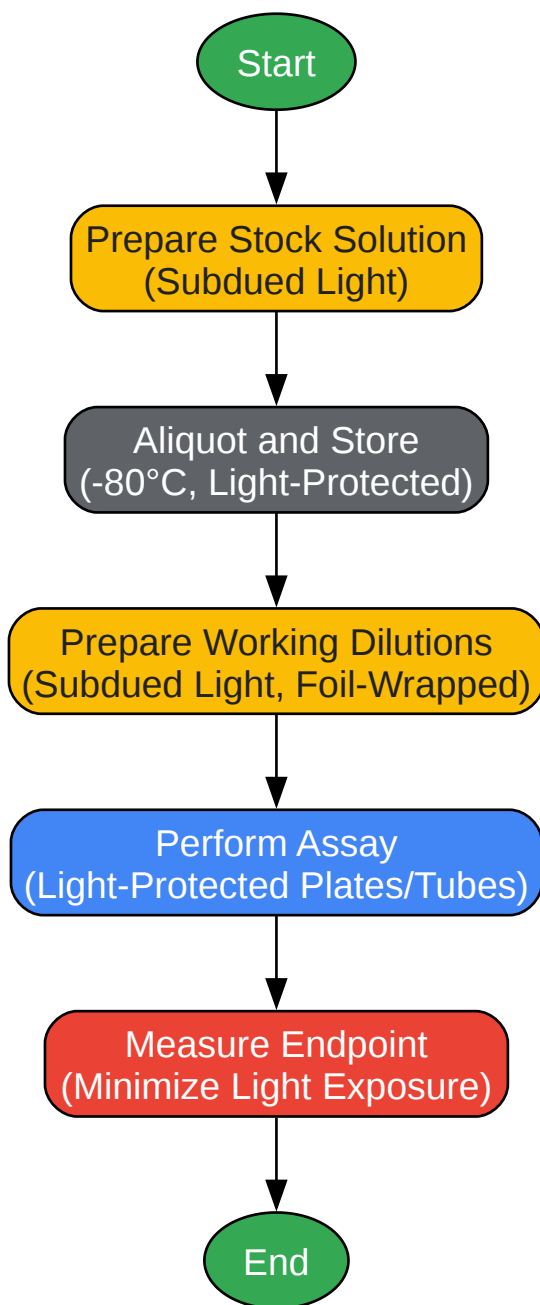 Start
Prepare Stock Solution
(Subdued Light)
Aliquot and Store
(-80°C, Light-Protected)
Prepare Working Dilutions
(Subdued Light, Foil-Wrapped)
Perform Assay
(Light-Protected Plates/Tubes)
Measure Endpoint
(Minimize Light Exposure)
End